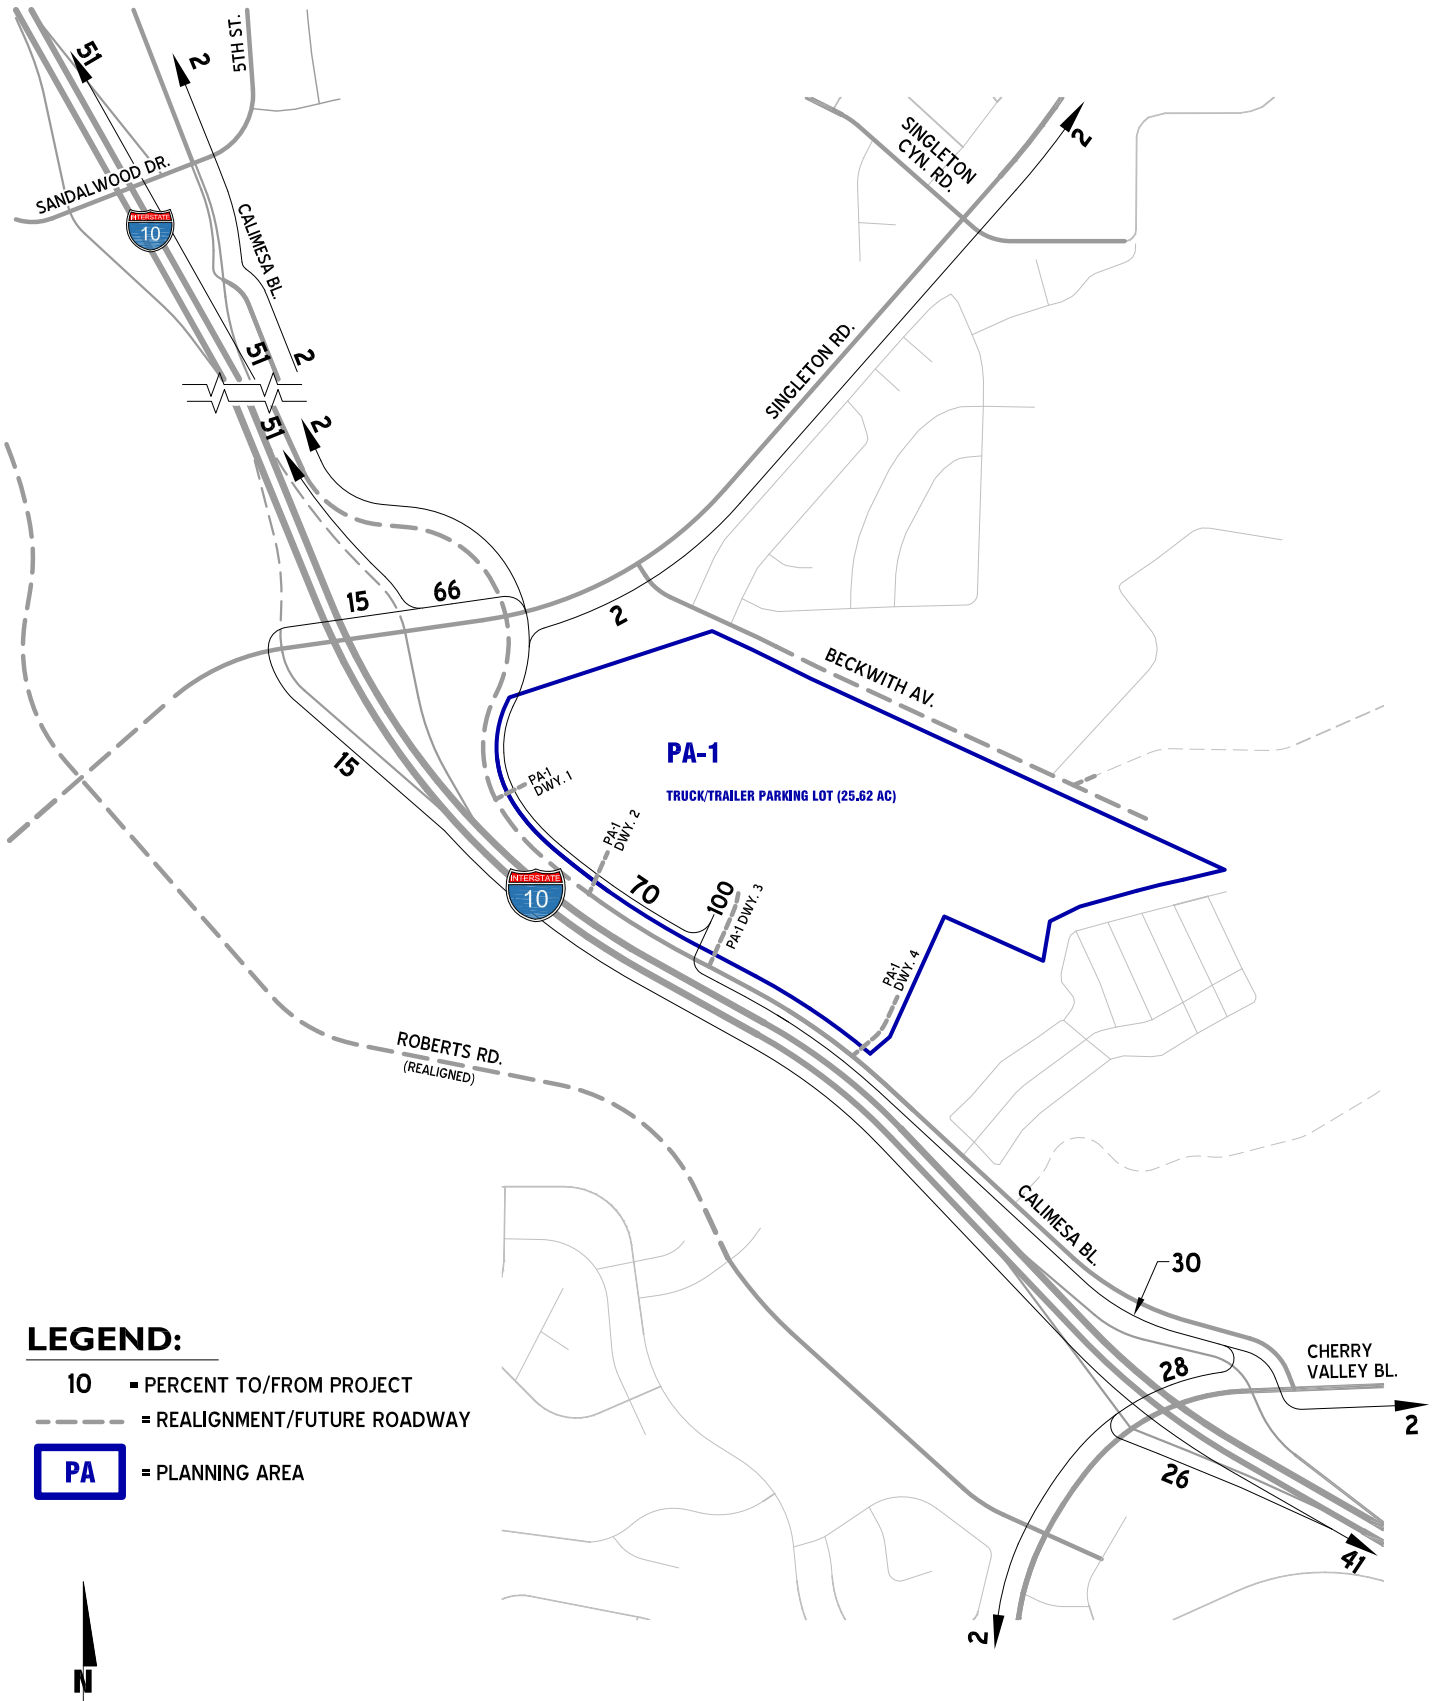 51
2
5TH ST.
SANDALWOOD DR.
INTERSTATE
10
CALIMESA BL.
51
2
51
2
SINGLETON
CYN. RD.
2
SINGLETON RD.
15
66
2
15
BECKWITH AV.
PA-1
TRUCK/TRAILER PARKING LOT (25.62 AC)
PA-1
DWY. 1
PA-1
DWY. 2
INTERSTATE
10
70
100
PA-1 DWY. 3
PA-1
DWY. 4
ROBERTS RD.
(REALIGNED)
CALIMESA BL.
30
28
CHERRY
VALLEY BL.
2
26
41
2
LEGEND:
10 = PERCENT TO/FROM PROJECT
= REALIGNMENT/FUTURE ROADWAY
PA = PLANNING AREA
N